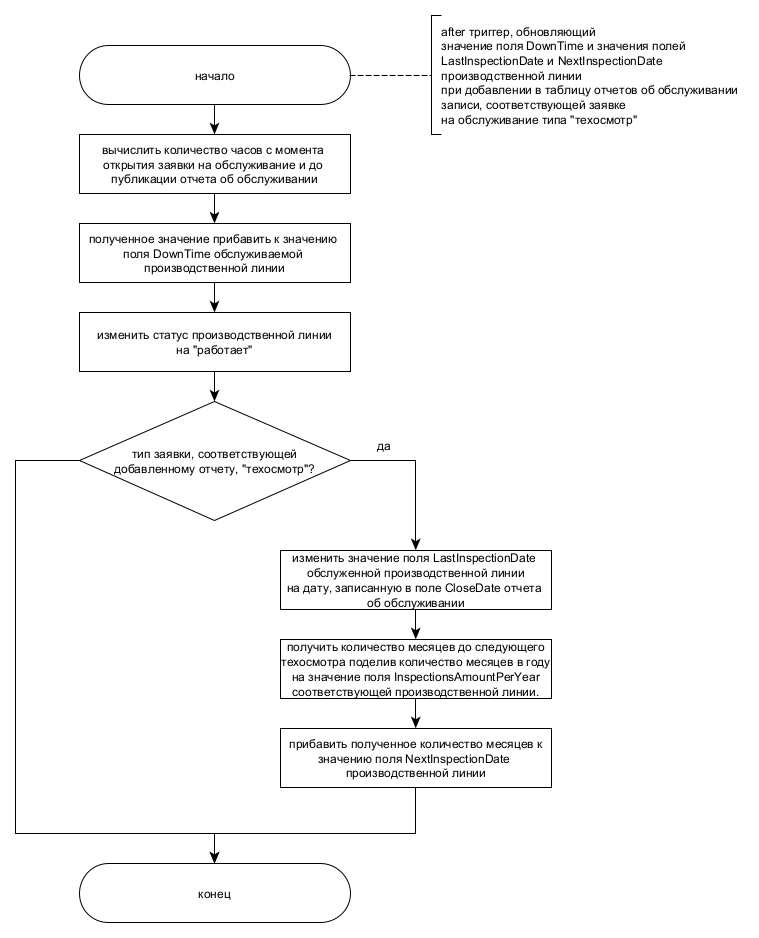 after триггер, обновляющий
значение поля DownTime и значения полей
LastInspectionDate и NextInspectionDate
производственной линии
при добавлении в таблицу отчетов об обслуживании
записи, соответствующей заявке
на обслуживание типа "техосмотр"
начало
вычислить количество часов с момента
открытия заявки на обслуживание и до
публикации отчета об обслуживании
полученное значение прибавить к значению
поля DownTime обслуживаемой
производственной линии
изменить статус производственной линии
на "работает"
тип заявки, соответствующей
добавленному отчету, "техосмотр"?
да
изменить значение поля LastInspectionDate
обслуженной производственной линии
на дату, записанную в поле CloseDate отчета
об обслуживании
получить количество месяцев до следующего
техосмотра поделив количество месяцев в году
на значение поля InspectionsAmountPerYear
соответствующей производственной линии.
прибавить полученное количество месяцев к
значению поля NextInspectionDate
производственной линии
конец